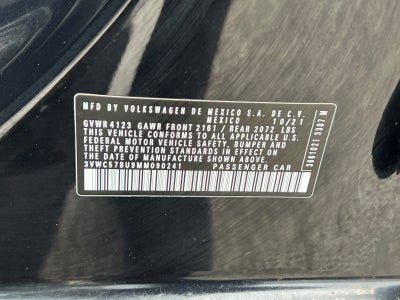 MFD BY VOLKSWAGEN DE MEXICO S.A. DE C.V.
MEXICO 10/21
GVWR 4123 GAWR FRONT 2161 / REAR 2072 LBS
THIS VEHICLE CONFORMS TO ALL APPLICABLE U.S.
FEDERAL MOTOR VEHICLE SAFETY, BUMPER AND
THEFT PREVENTION STANDARDS IN EFFECT
ON THE DATE OF MANUFACTURE SHOWN ABOVE.
3VWC57BU9MM090241 PASSENGER CAR